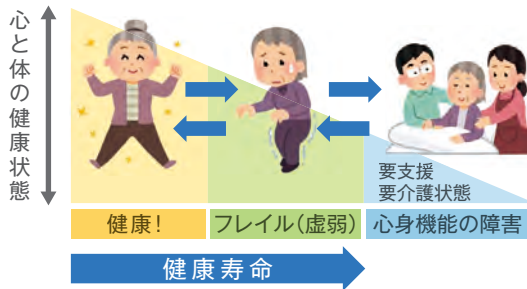 心と体の健康状態
要支援
要介護状態
健康!
フレイル(虚弱)
心身機能の障害
健康寿命